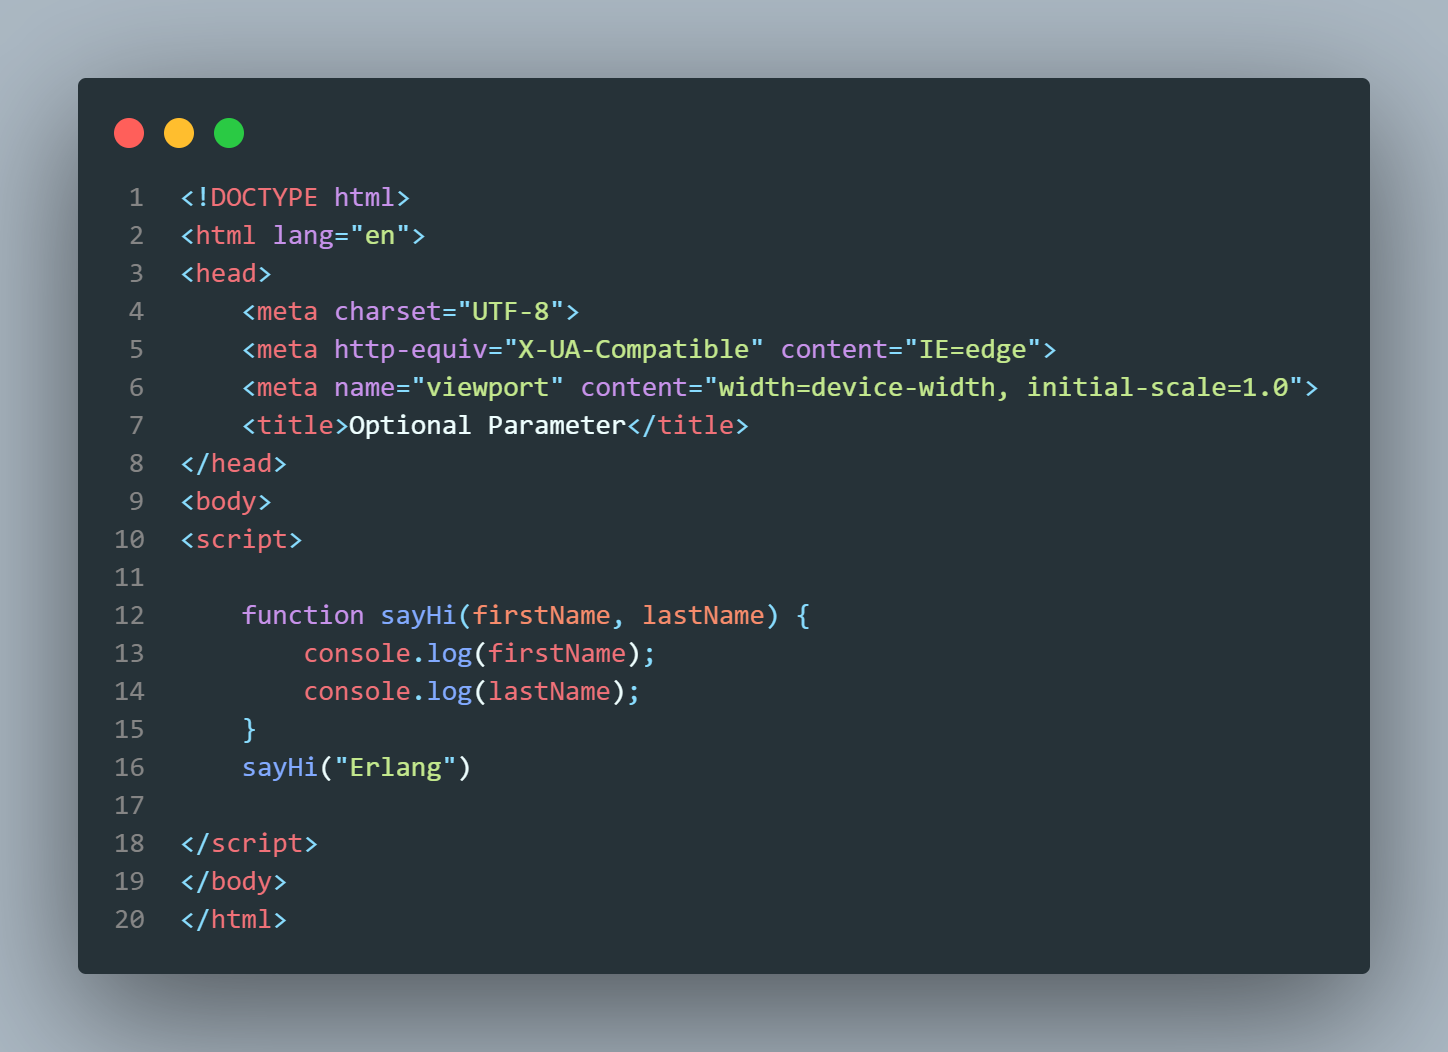 1 <!DOCTYPE html>
2 <html lang="en">
3 <head>
4     <meta charset="UTF-8">
5     <meta http-equiv="X-UA-Compatible" content="IE=edge">
6     <meta name="viewport" content="width=device-width, initial-scale=1.0">
7     <title>Optional Parameter</title>
8 </head>
9 <body>
10 <script>
11
12     function sayHi(firstName, lastName) {
13         console.log(firstName);
14         console.log(lastName);
15     }
16     sayHi("Erlang")
17
18 </script>
19 </body>
20 </html>